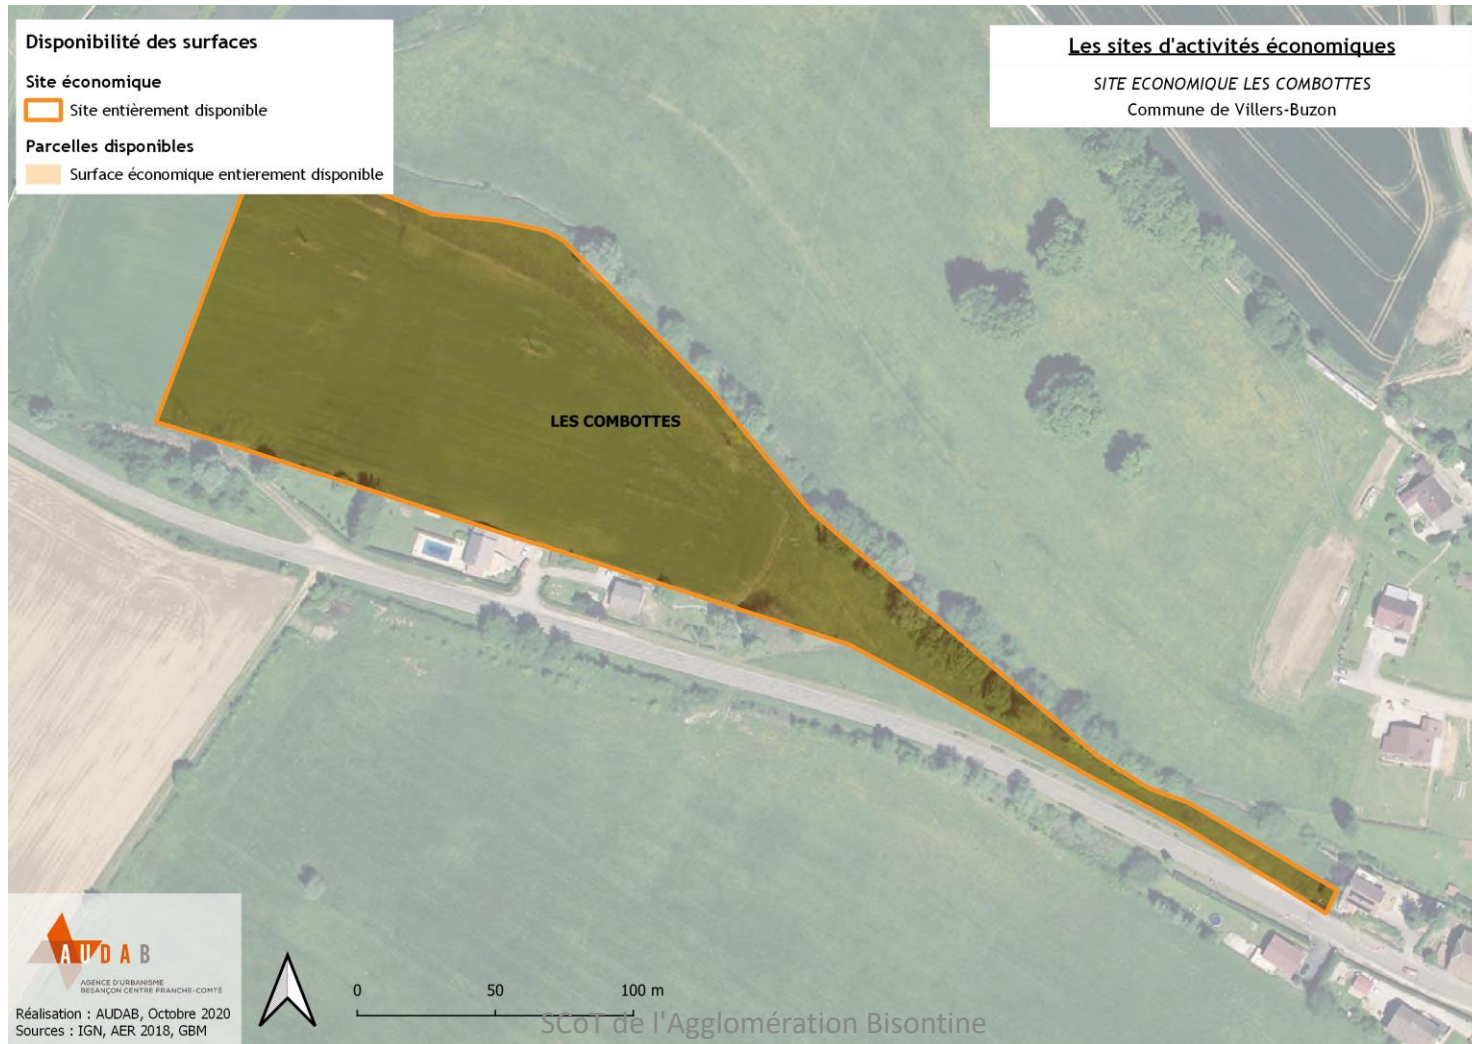 Disponibilité des surfaces
Site économique
Site entièrement disponible
Parcelles disponibles
Surface économique entierement disponible
Les sites d'activités économiques
SITE ECONOMIQUE LES COMBOTTES
Commune de Villers-Buzon
LES COMBOTTES
AUDAB
AGENCE D'URBANISME
BESANÇON CENTRE FRANCHE-COMTÉ
Réalisation : AUDAB, Octobre 2020
Sources : IGN, AER 2018, GBM
0 50 100 m
SCoT de l'Agglomération Bisontine